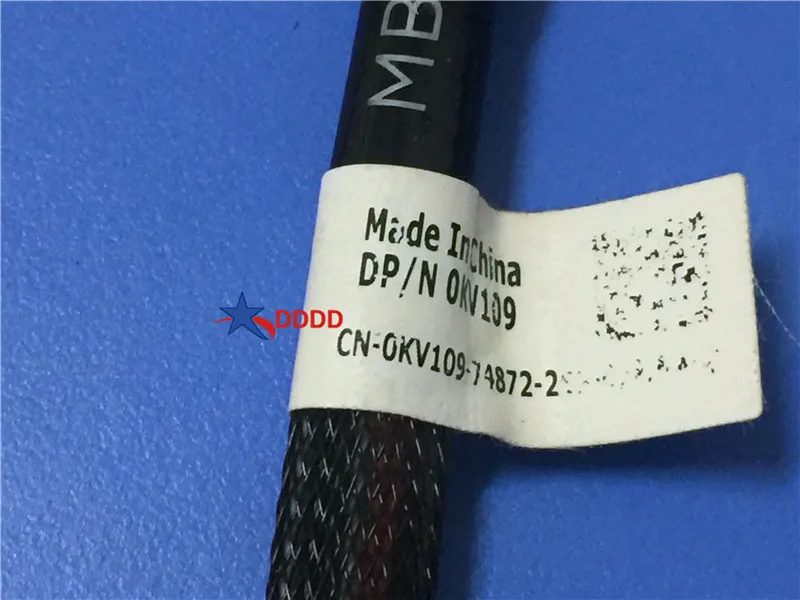 MB
Made InChina
DP/N 0KV109
DDDD
CN-0KV109-74872-2